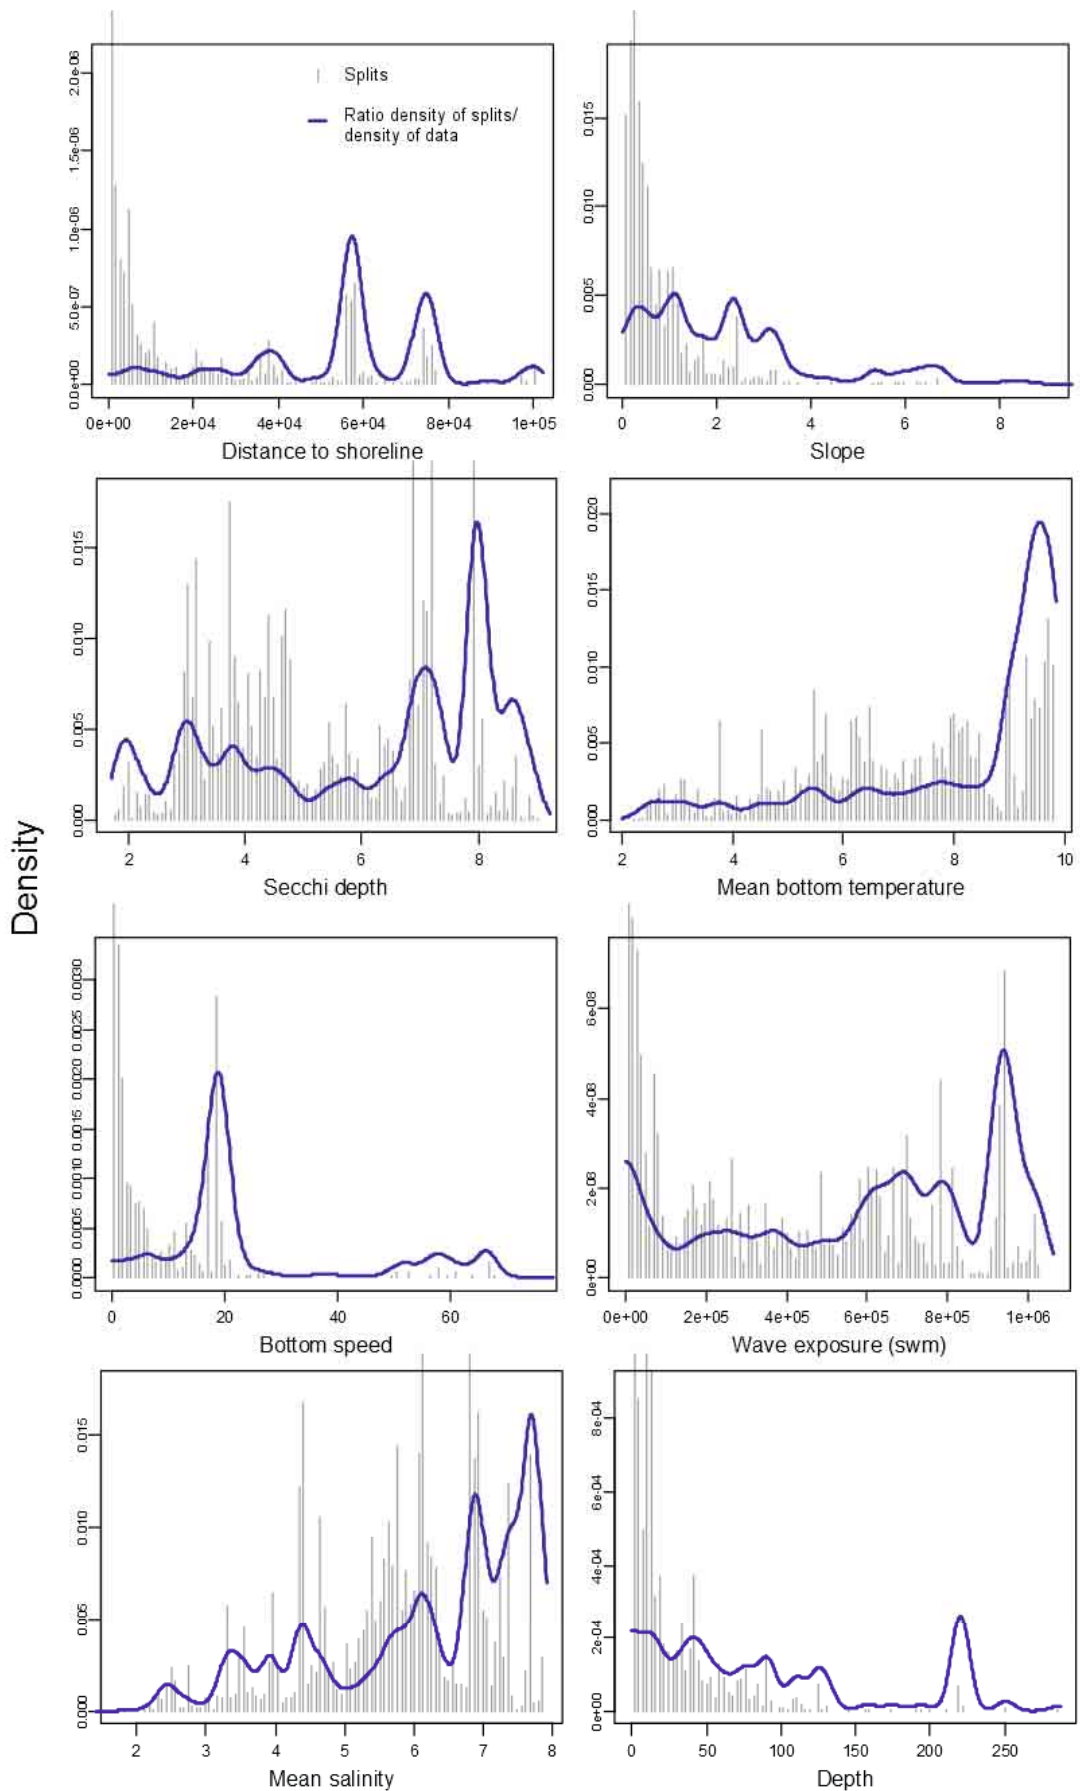 Density
2.0e-06
1.5e-06
1.0e-06
5.0e-07
0.0e+00
Splits
Ratio density of splits/
density of data
0e+00 2e+04 4e+04 6e+04 8e+04 1e+05
Distance to shoreline
0.015
0.010
0.005
0.000
0 2 4 6 8
Slope
0.015
0.010
0.005
0.000
2 4 6 8
Secchi depth
0.020
0.015
0.010
0.005
0.000
2 4 6 8 10
Mean bottom temperature
0.0030
0.0025
0.0020
0.0015
0.0010
0.0005
0.0000
0 20 40 60
Bottom speed
6e-08
4e-08
2e-08
0e+00
0e+00 2e+05 4e+05 6e+05 8e+05 1e+06
Wave exposure (swm)
0.015
0.010
0.005
0.000
2 3 4 5 6 7 8
Mean salinity
8e-04
6e-04
4e-04
2e-04
0e+00
0 50 100 150 200 250
Depth